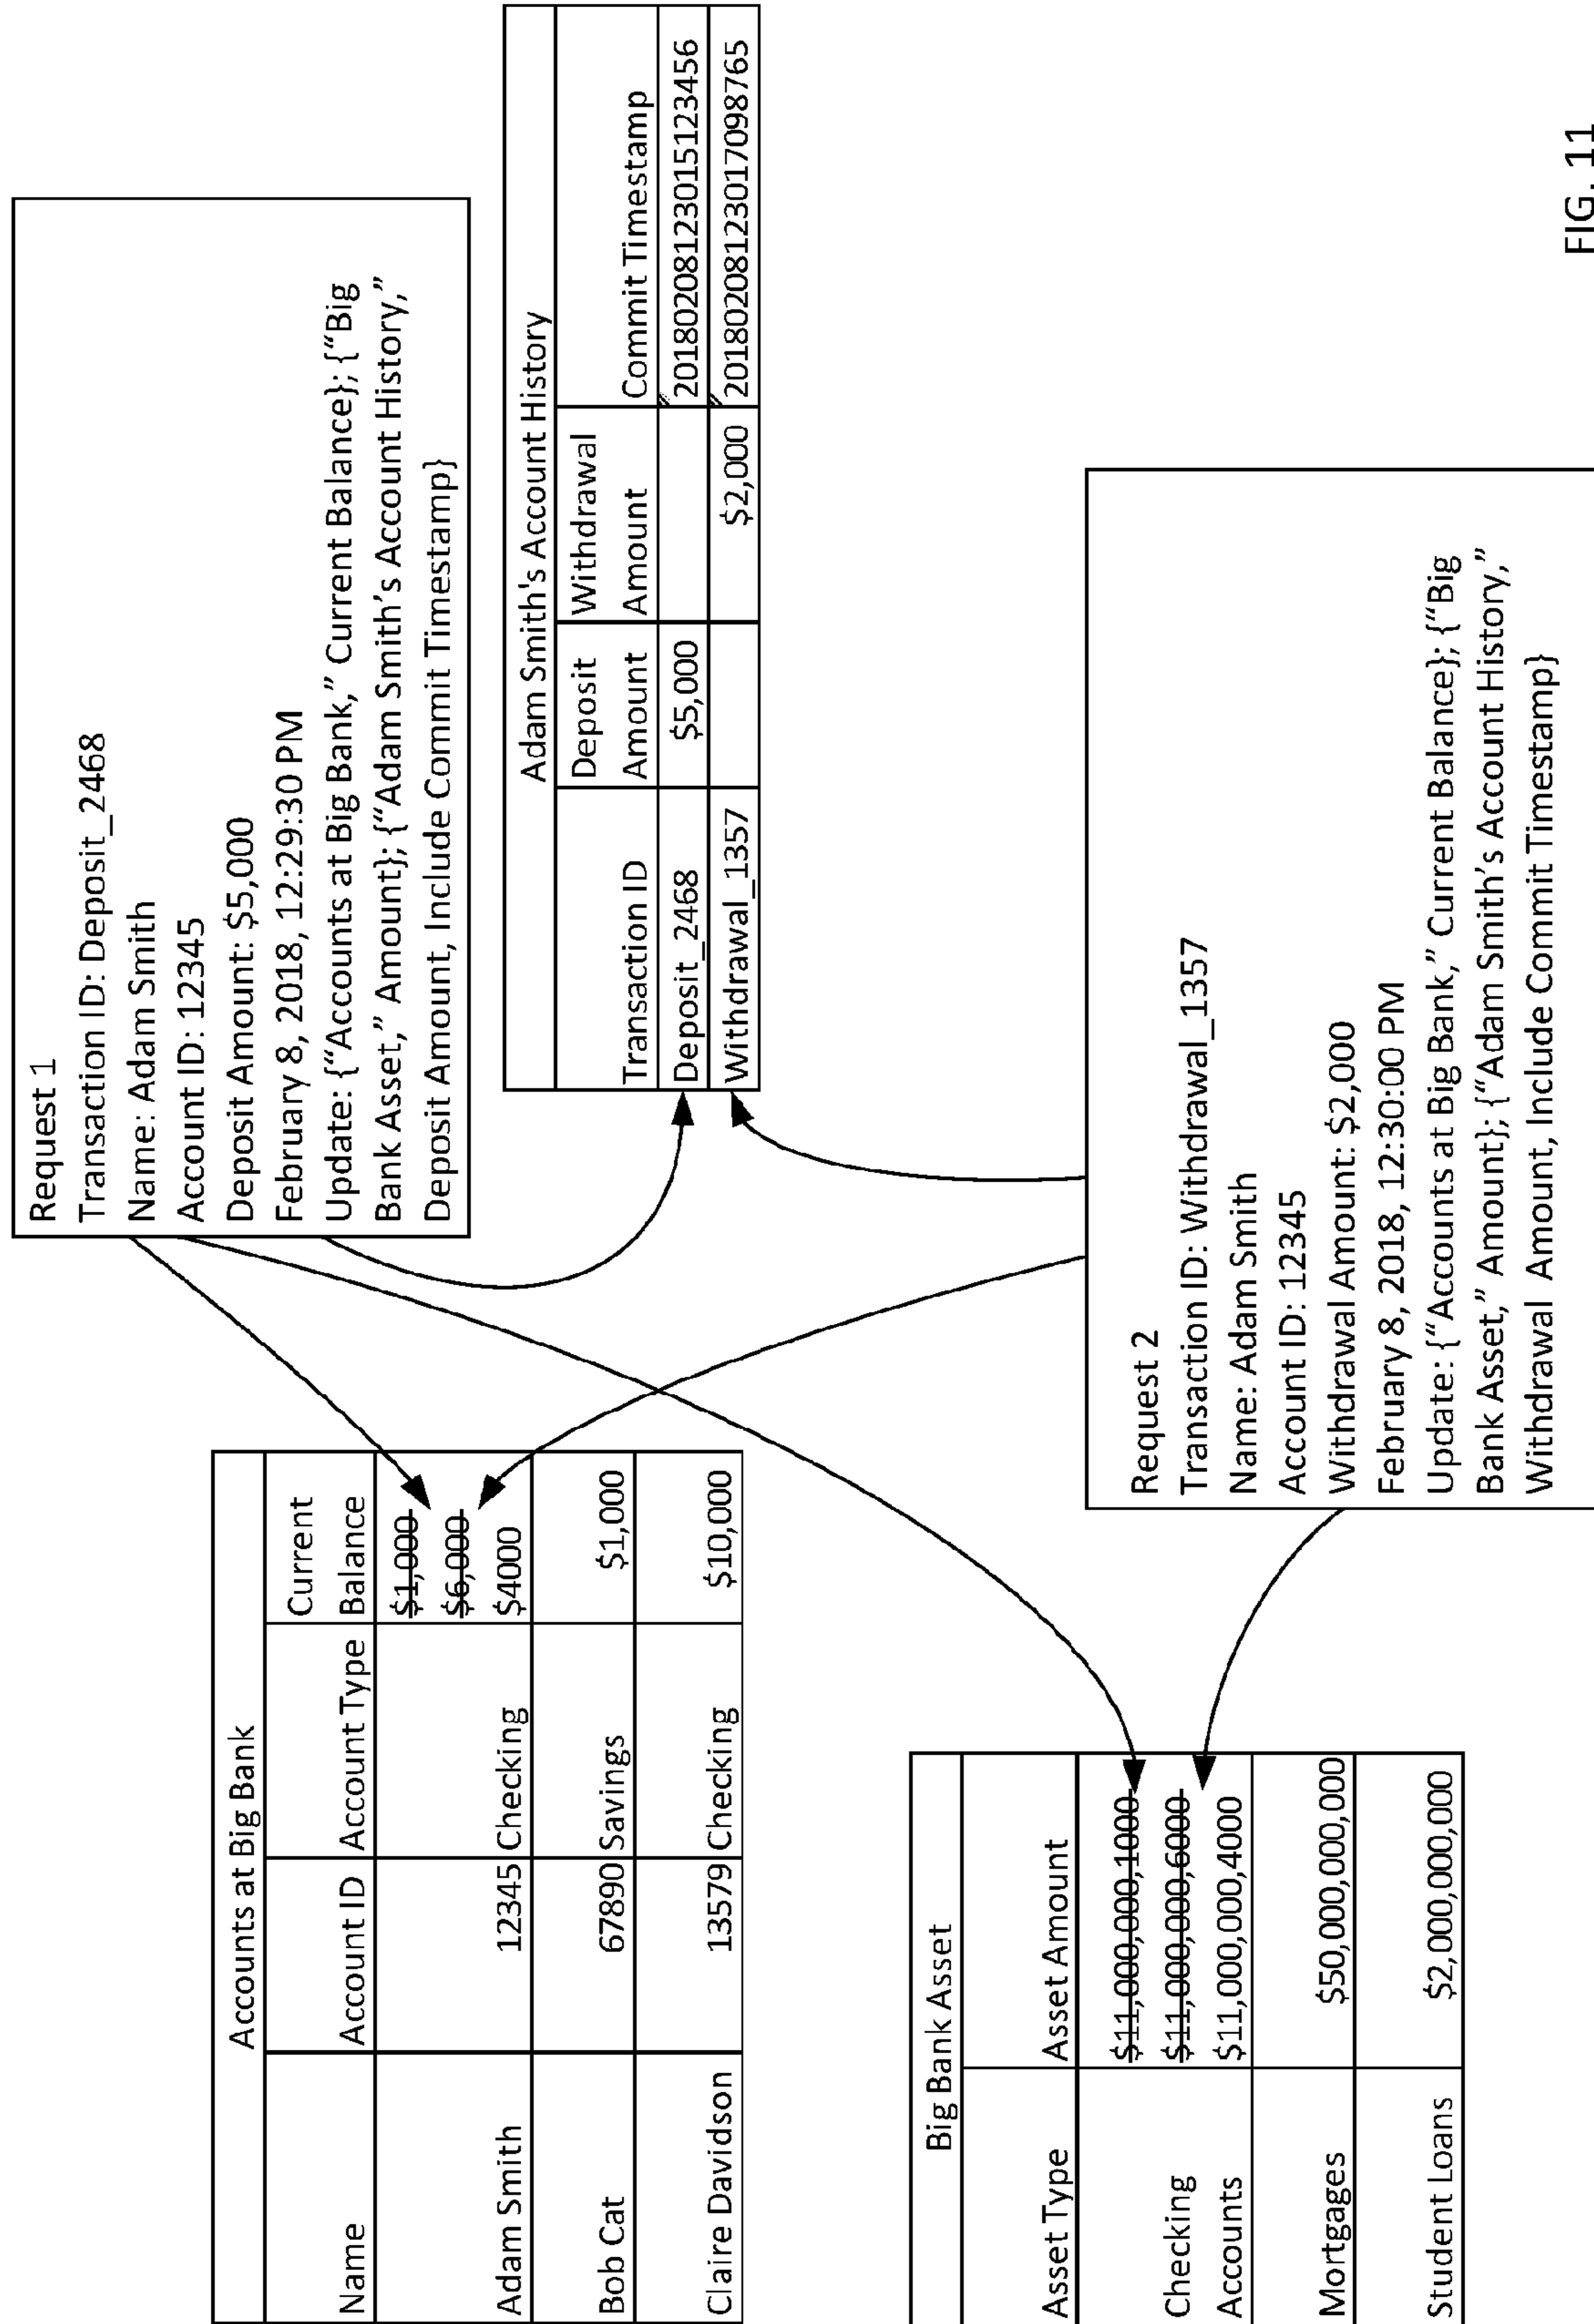 Accounts at Big Bank
Name Account ID Account Type Current Balance
Adam Smith 12345 Checking $1,000
$6,000
$4000
Bob Cat 67890 Savings $1,000
Claire Davidson 13579 Checking $10,000
Request 1
Transaction ID: Deposit_2468
Name: Adam Smith
Account ID: 12345
Deposit Amount: $5,000
February 8, 2018, 12:29:30 PM
Update: {“Accounts at Big Bank,” Current Balance}; {“Big
Bank Asset,” Amount}; {“Adam Smith’s Account History,”
Deposit Amount, Include Commit Timestamp}
Adam Smith's Account History
Transaction ID Deposit Amount Withdrawal Amount Commit Timestamp
Deposit_2468 $5,000 20180208123015123456
Withdrawal_1357 $2,000 20180208123017098765
Big Bank Asset
Asset Type Asset Amount
Checking Accounts $11,000,000,1000
$11,000,000,6000
$11,000,000,4000
Mortgages $50,000,000,000
Student Loans $2,000,000,000
Request 2
Transaction ID: Withdrawal_1357
Name: Adam Smith
Account ID: 12345
Withdrawal Amount: $2,000
February 8, 2018, 12:30:00 PM
Update: {“Accounts at Big Bank,” Current Balance}; {“Big
Bank Asset,” Amount}; {“Adam Smith’s Account History,”
Withdrawal Amount, Include Commit Timestamp}
FIG. 11